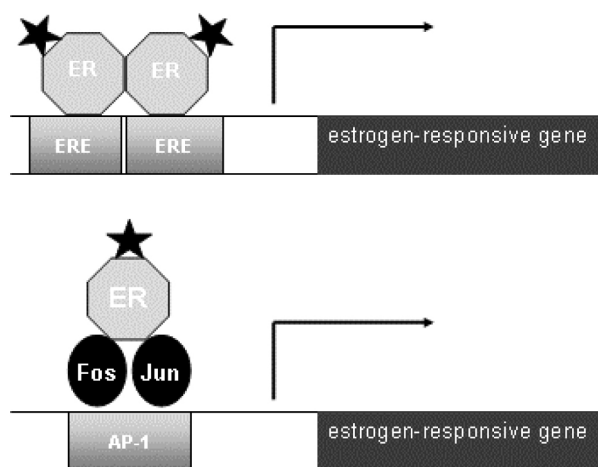 ER ER
ERE ERE
estrogen-responsive gene
ER
Fos Jun
AP-1
estrogen-responsive gene